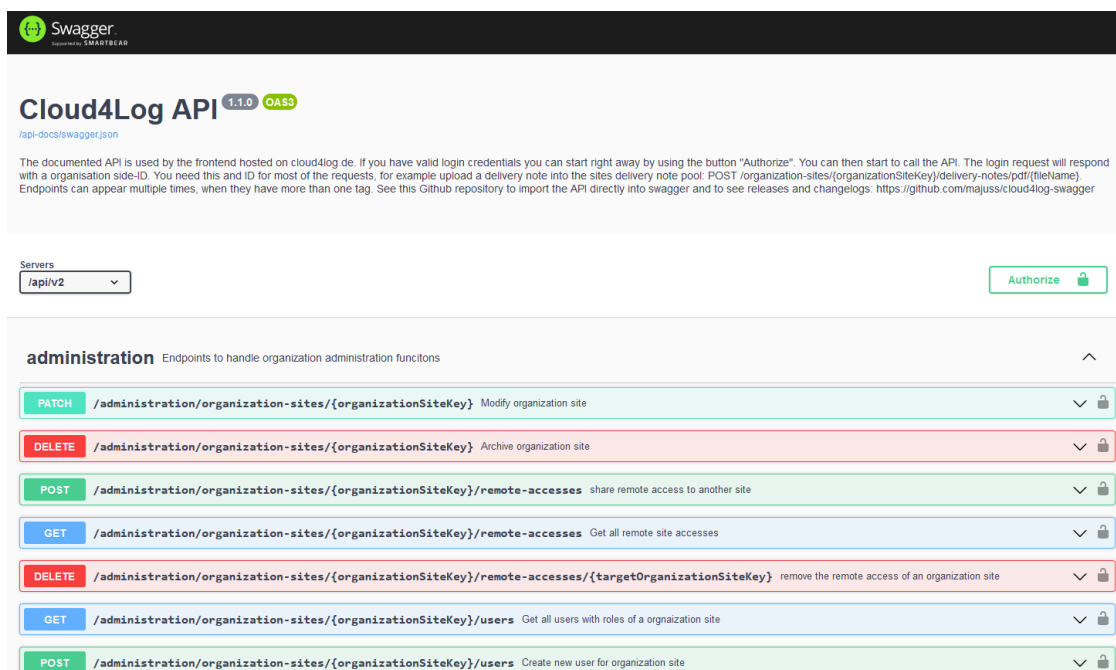 Swagger.
Supported by SMARTBEAR
Cloud4Log API 1.1.0 OAS3
/api-docs/swagger.json
The documented API is used by the frontend hosted on cloud4log.de. If you have valid login credentials you can start right away by using the button "Authorize". You can then start to call the API. The login request will respond
with a organisation side-ID. You need this and ID for most of the requests, for example upload a delivery note into the sites delivery note pool: POST /organization-sites/{organizationSiteKey}/delivery-notes/pdf/{fileName}.
Endpoints can appear multiple times, when they have more than one tag. See this Github repository to import the API directly into swagger and to see releases and changelogs: https://github.com/majuss/cloud4log-swagger
Servers
/api/v2
Authorize
administration Endpoints to handle organization administration funcitons
PATCH /administration/organization-sites/{organizationSiteKey} Modify organization site
DELETE /administration/organization-sites/{organizationSiteKey} Archive organization site
POST /administration/organization-sites/{organizationSiteKey}/remote-accesses share remote access to another site
GET /administration/organization-sites/{organizationSiteKey}/remote-accesses Get all remote site accesses
DELETE /administration/organization-sites/{organizationSiteKey}/remote-accesses/{targetOrganizationSiteKey} remove the remote access of an organization site
GET /administration/organization-sites/{organizationSiteKey}/users Get all users with roles of a orgnaization site
POST /administration/organization-sites/{organizationSiteKey}/users Create new user for organization site